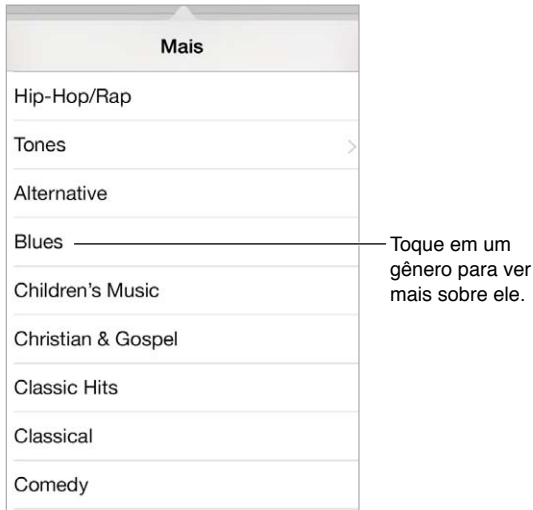 Mais
Hip-Hop/Rap
Tones
Alternative
Blues
Toque em um
gênero para ver
mais sobre ele.
Children's Music
Christian & Gospel
Classic Hits
Classical
Comedy